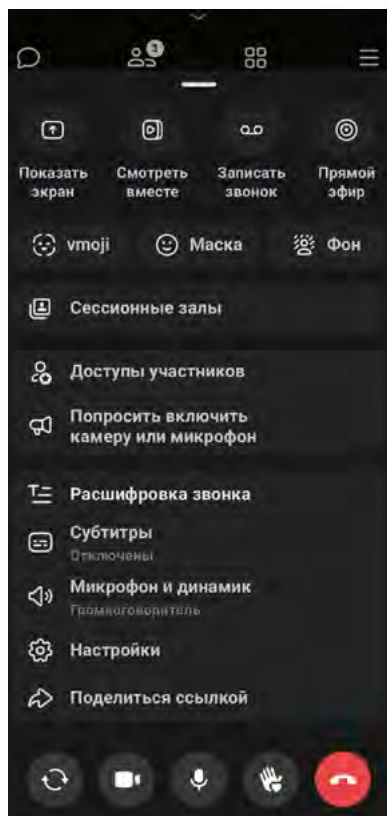 1
Показать
экран
Смотреть
вместе
Записать
звонок
Прямой
эфир
vmoji
Маска
Фон
Сессионные залы
Доступы участников
Попросить включить
камеру или микрофон
Расшифровка звонка
Субтитры
Отключены
Микрофон и динамик
Громкоговоритель
Настройки
Поделиться ссылкой